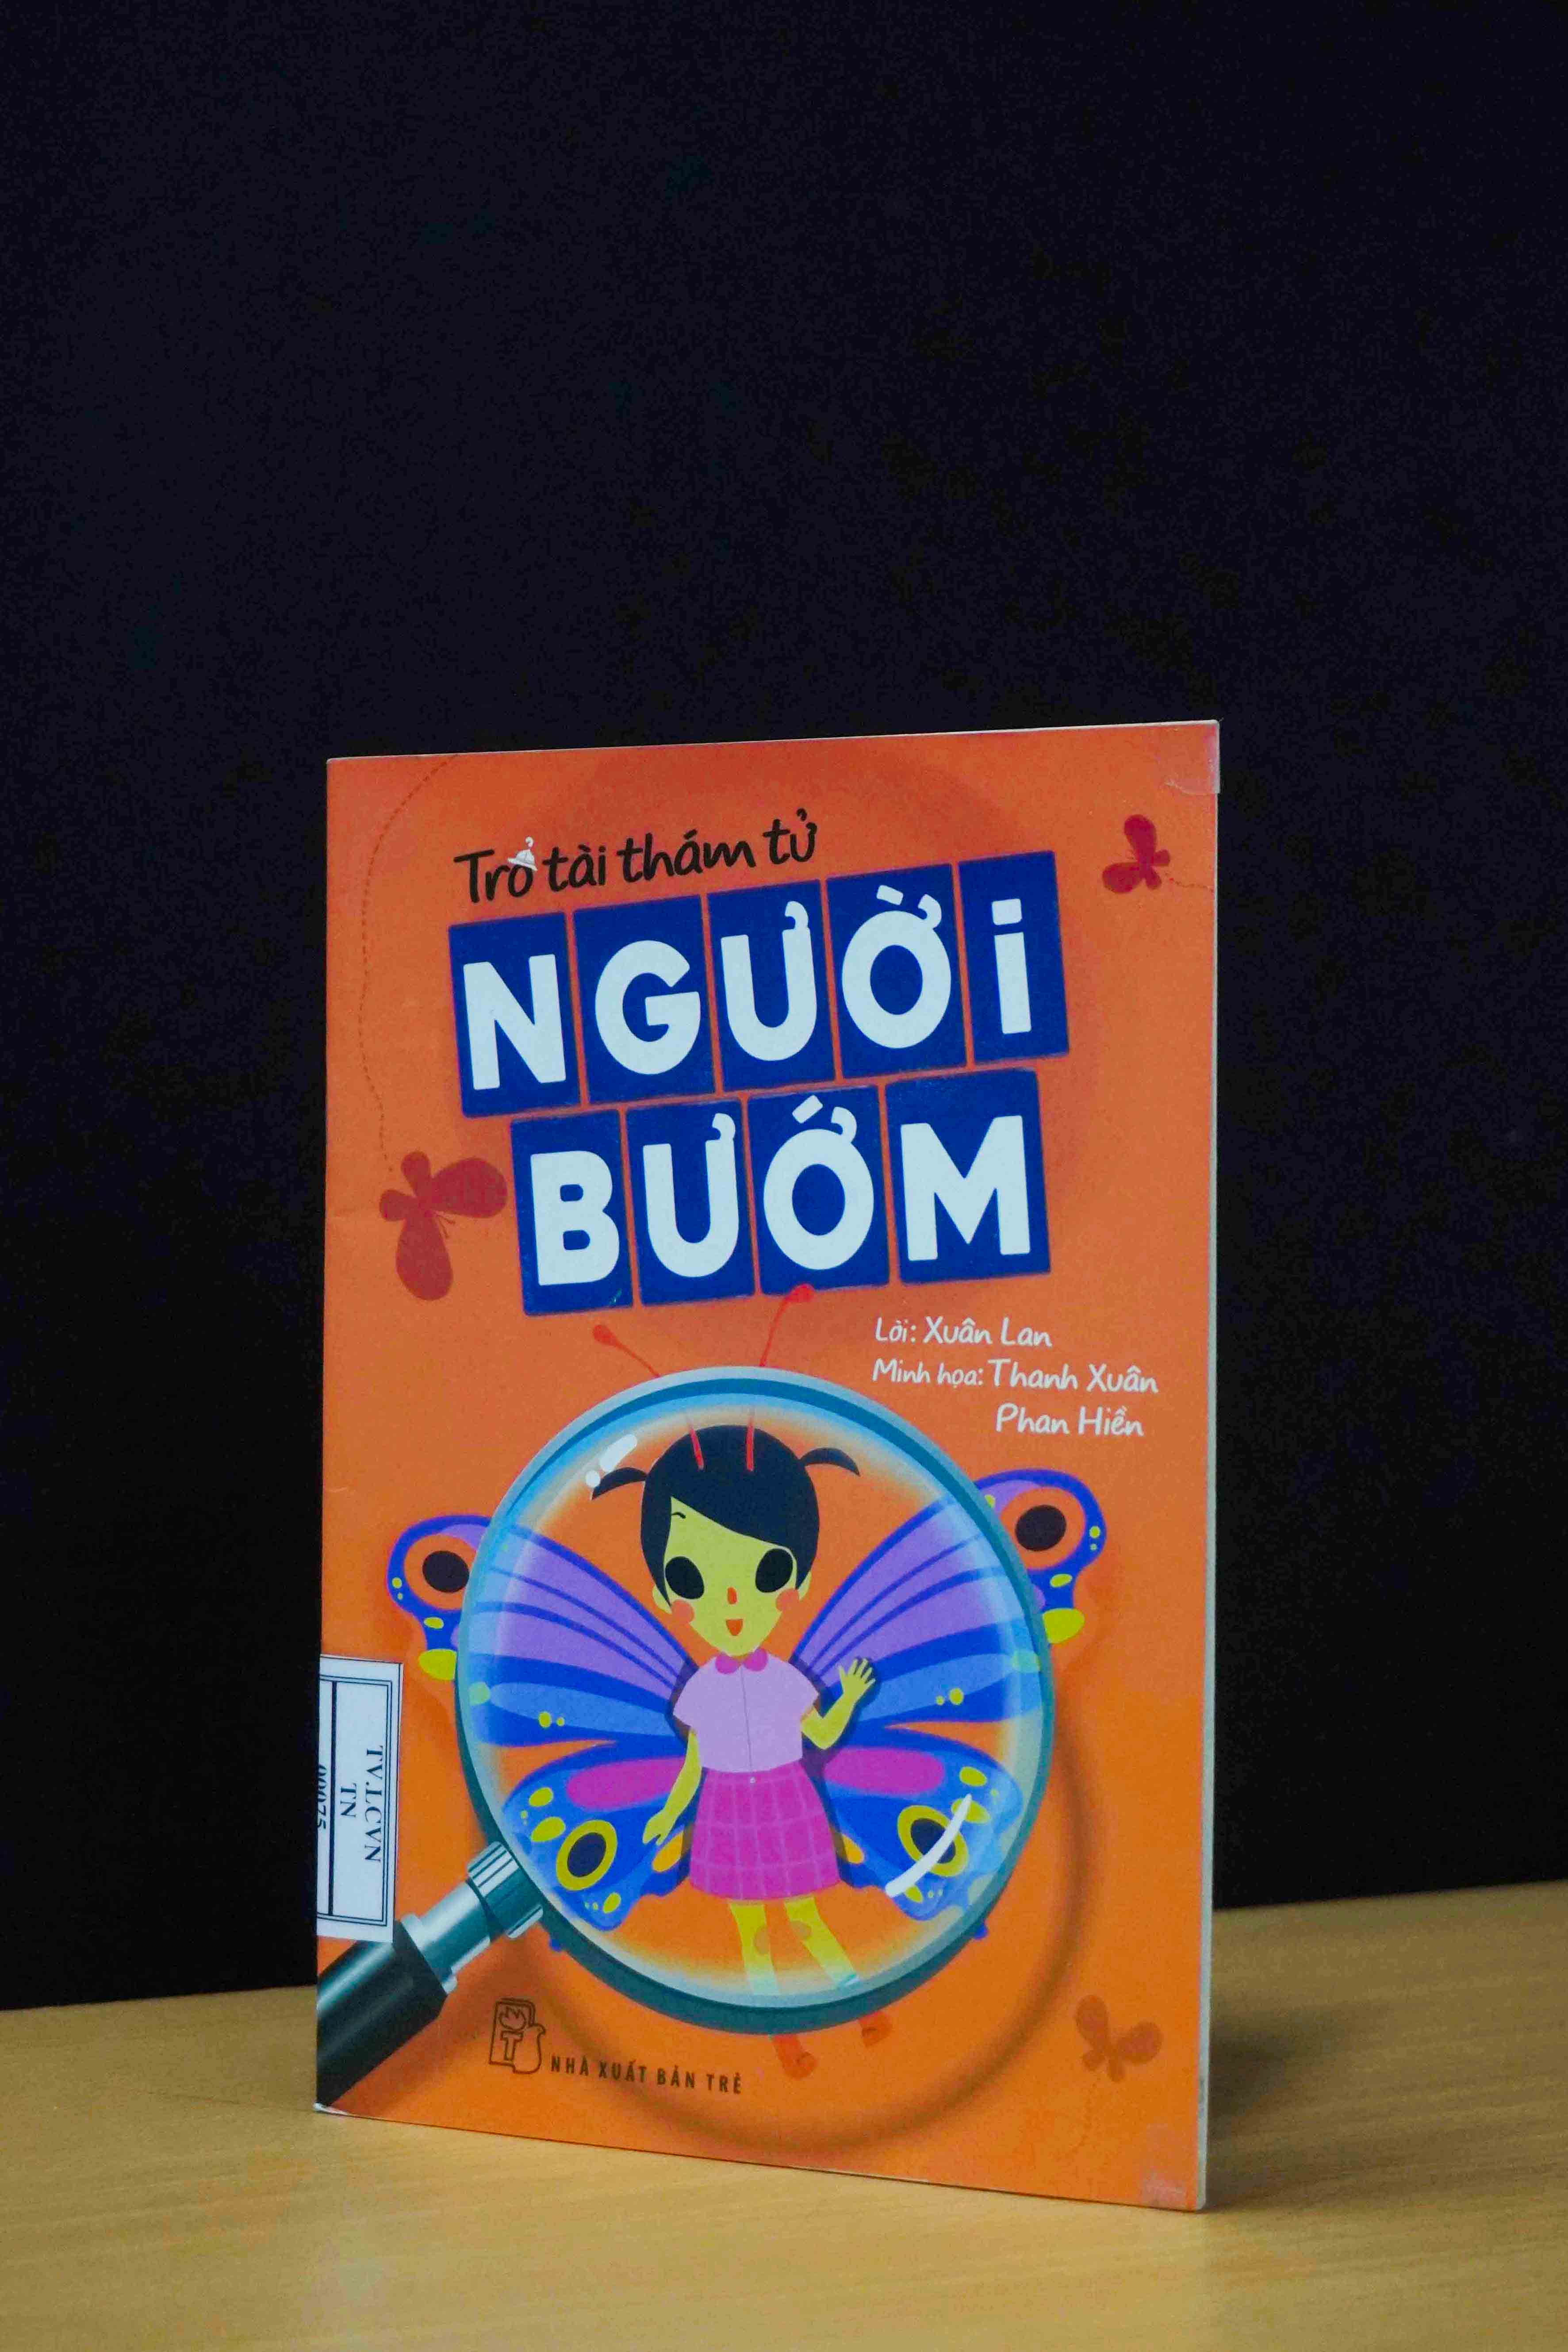 Trổ tài thám tử
NGƯỜi
BƯỚM
Lời: Xuân Lan
Minh họa: Thanh Xuân
Phan Hiền
TV.LCVN
TN
00075
NHÀ XUẤT BẢN TRẺ